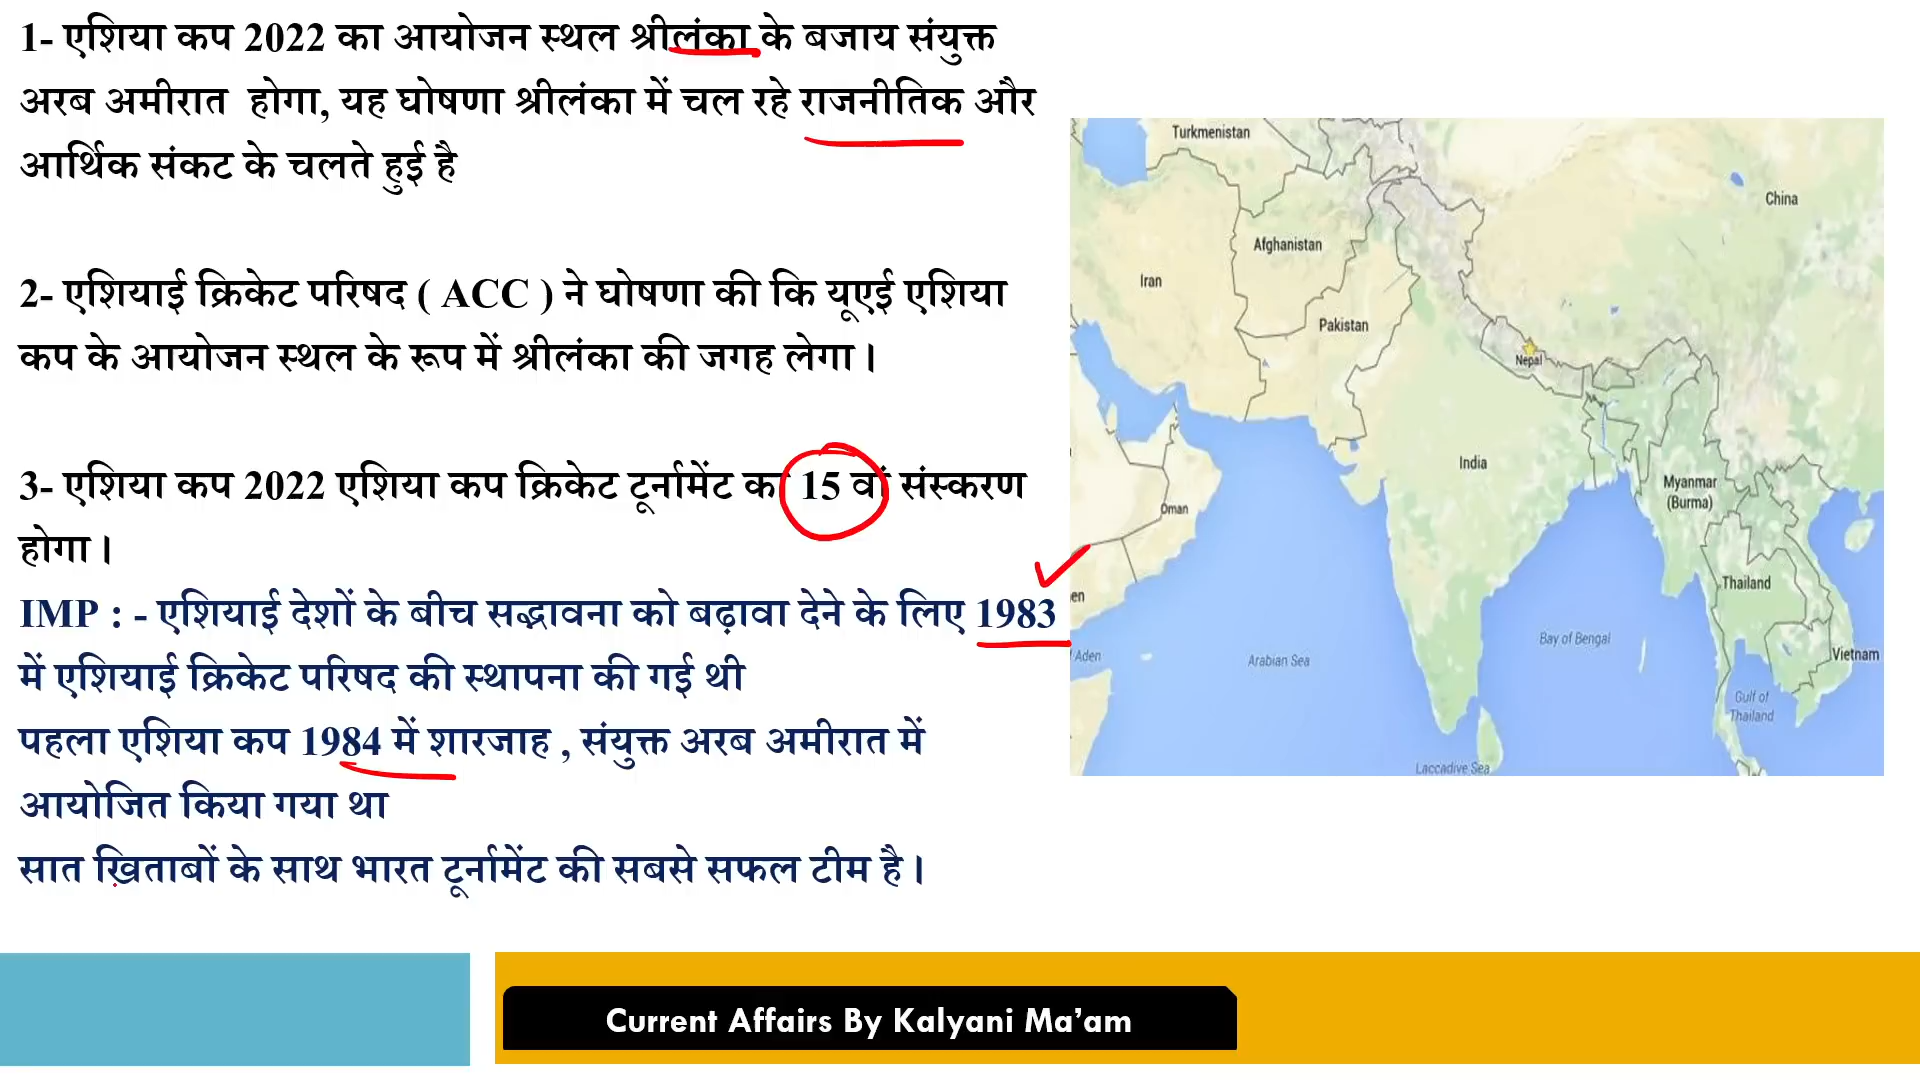 1- एशिया कप 2022 का आयोजन स्थल श्रीलंका के बजाय संयुक्त
अरब अमीरात होगा, यह घोषणा श्रीलंका में चल रहे राजनीतिक और
आर्थिक संकट के चलते हुई है
2- एशियाई क्रिकेट परिषद ( ACC ) ने घोषणा की कि यूएई एशिया
कप के आयोजन स्थल के रूप में श्रीलंका की जगह लेगा।
3- एशिया कप 2022 एशिया कप क्रिकेट टूर्नामेंट का 15 वां संस्करण
होगा।
IMP : - एशियाई देशों के बीच सद्भावना को बढ़ावा देने के लिए 1983
में एशियाई क्रिकेट परिषद की स्थापना की गई थी
पहला एशिया कप 1984 में शारजाह , संयुक्त अरब अमीरात में
आयोजित किया गया था
सात ख़िताबों के साथ भारत टूर्नामेंट की सबसे सफल टीम है।
Turkmenistan
China
Afghanistan
Iran
Pakistan
Nepal
India
Myanmar
(Burma)
Oman
Thailand
en
Bay of Bengal
Aden
Arabian Sea
Vietnam
Gulf of
Thailand
Laccadive Sea
Current Affairs By Kalyani Ma’am